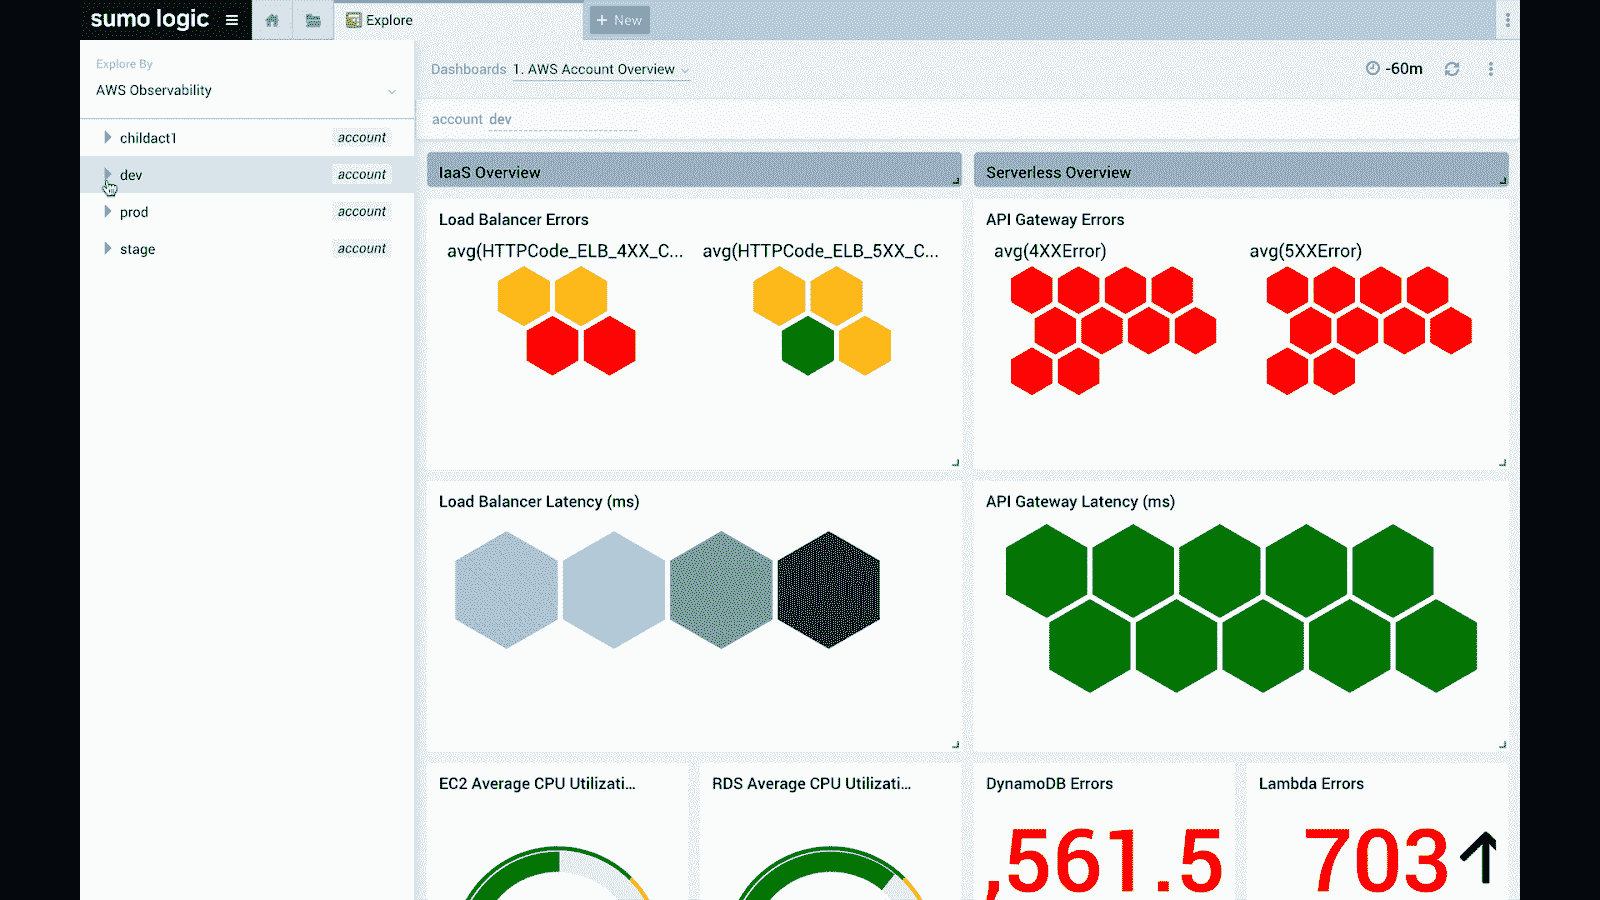 sumo logic
Explore
+ New
Explore By
AWS Observability
childact1 account
dev account
prod account
stage account
Dashboards 1. AWS Account Overview
-60m
account dev
IaaS Overview
Serverless Overview
Load Balancer Errors
avg(HTTPCode_ELB_4XX_C... avg(HTTPCode_ELB_5XX_C...
API Gateway Errors
avg(4XXError) avg(5XXError)
Load Balancer Latency (ms)
API Gateway Latency (ms)
EC2 Average CPU Utilizati...
RDS Average CPU Utilizati...
DynamoDB Errors
,561.5
Lambda Errors
703